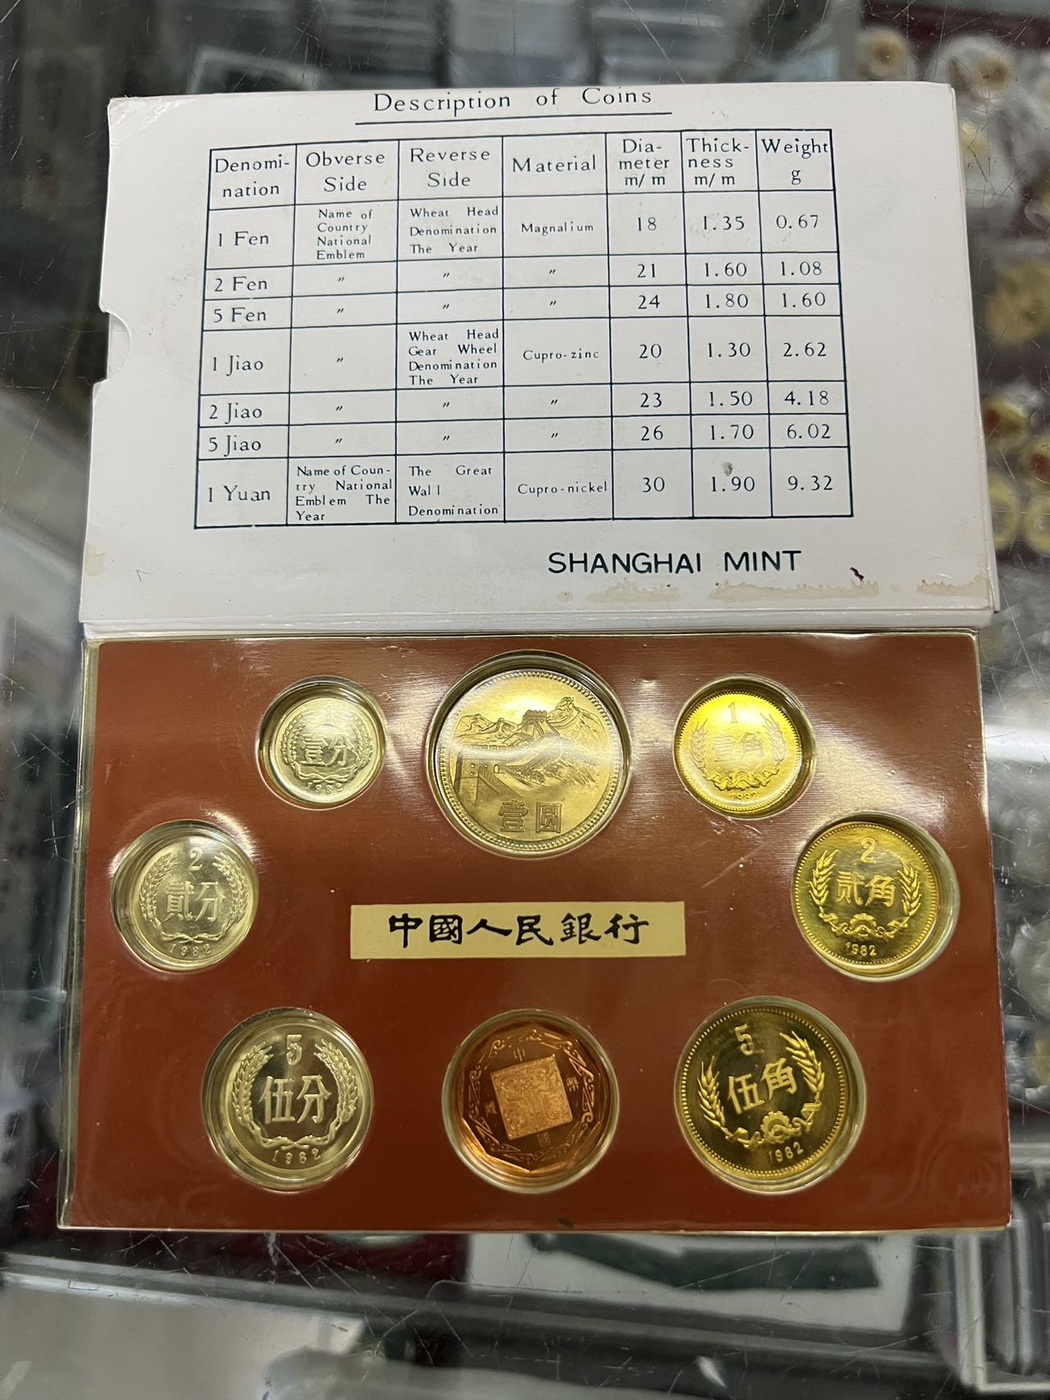 Description of Coins
Denomi-nation Obverse Side Reverse Side Material Dia-meter m/m Thick-ness m/m Weight g
1 Fen Name of Country National Emblem Wheat Head Denomination The Year Magnalium 18 1.35 0.67
2 Fen " " " 21 1.60 1.08
5 Fen " " " 24 1.80 1.60
1 Jiao " Wheat Head Gear Wheel Denomination The Year Cupro-zinc 20 1.30 2.62
2 Jiao " " " 23 1.50 4.18
5 Jiao " " " 26 1.70 6.02
1 Yuan Name of Coun-try National Emblem The Year The Great Wall Denomination Cupro-nickel 30 1.90 9.32
SHANGHAI MINT
壹分
壹圆
1
壹角
2
贰分
1982
2
贰角
1982
中國人民銀行
5
伍分
1982
中
國
5
伍角
1982